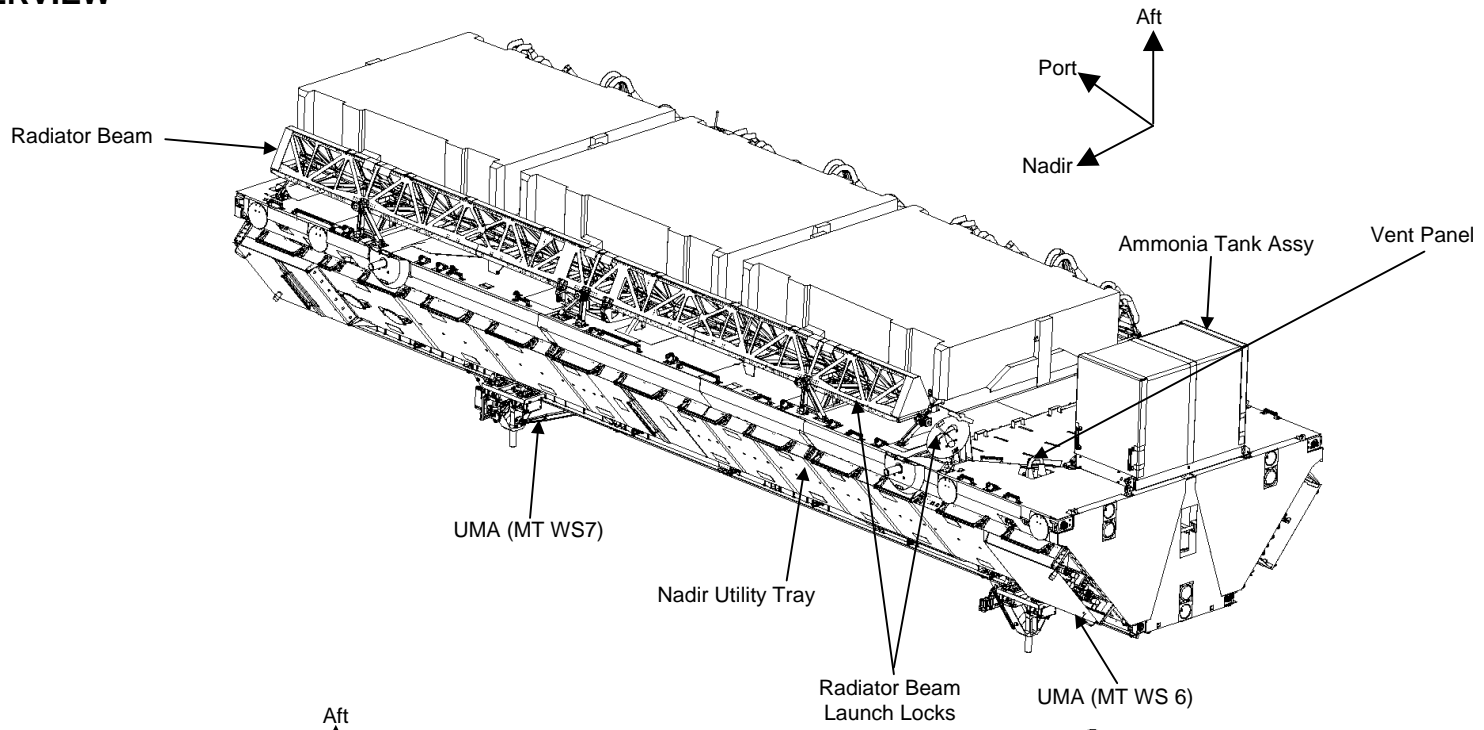 Aft
Port
Radiator Beam
Nadir
Ammonia Tank Assy
Vent Panel
UMA (MT WS7)
Nadir Utility Tray
Radiator Beam
Launch Locks
UMA (MT WS 6)
Aft